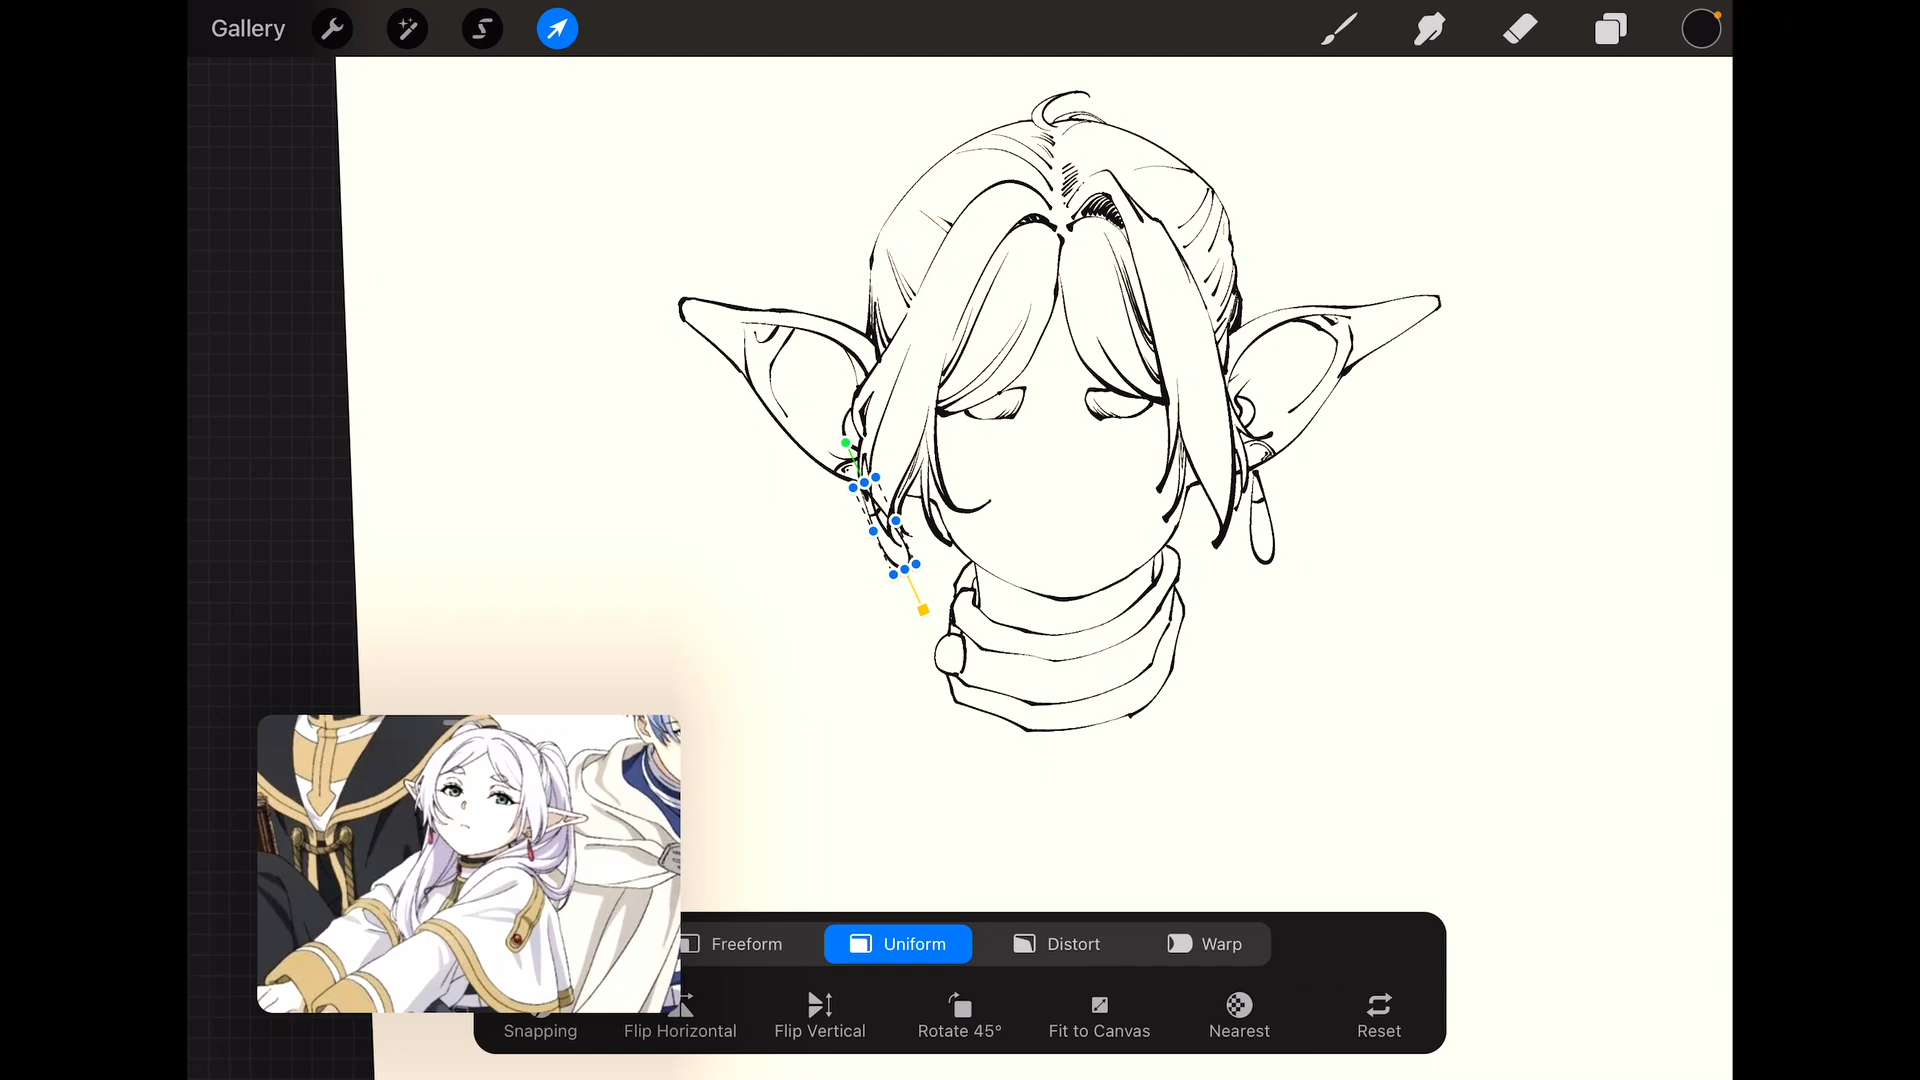 Gallery
Freeform
Uniform
Distort
Warp
Snapping
Flip Horizontal
Flip Vertical
Rotate 45°
Fit to Canvas
Nearest
Reset